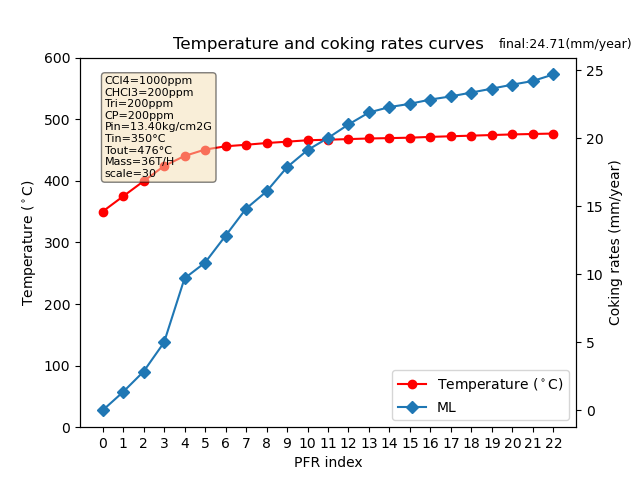 Temperature and coking rates curves
final:24.71(mm/year)
CCl4=1000ppm
CHCl3=200ppm
Tri=200ppm
CP=200ppm
Pin=13.40kg/cm2G
Tin=350°C
Tout=476°C
Mass=36T/H
scale=30
600
500
400
300
200
100
0
Temperature (°C)
25
20
15
10
5
0
Coking rates (mm/year)
Temperature (°C)
ML
0 1 2 3 4 5 6 7 8 9 10 11 12 13 14 15 16 17 18 19 20 21 22
PFR index